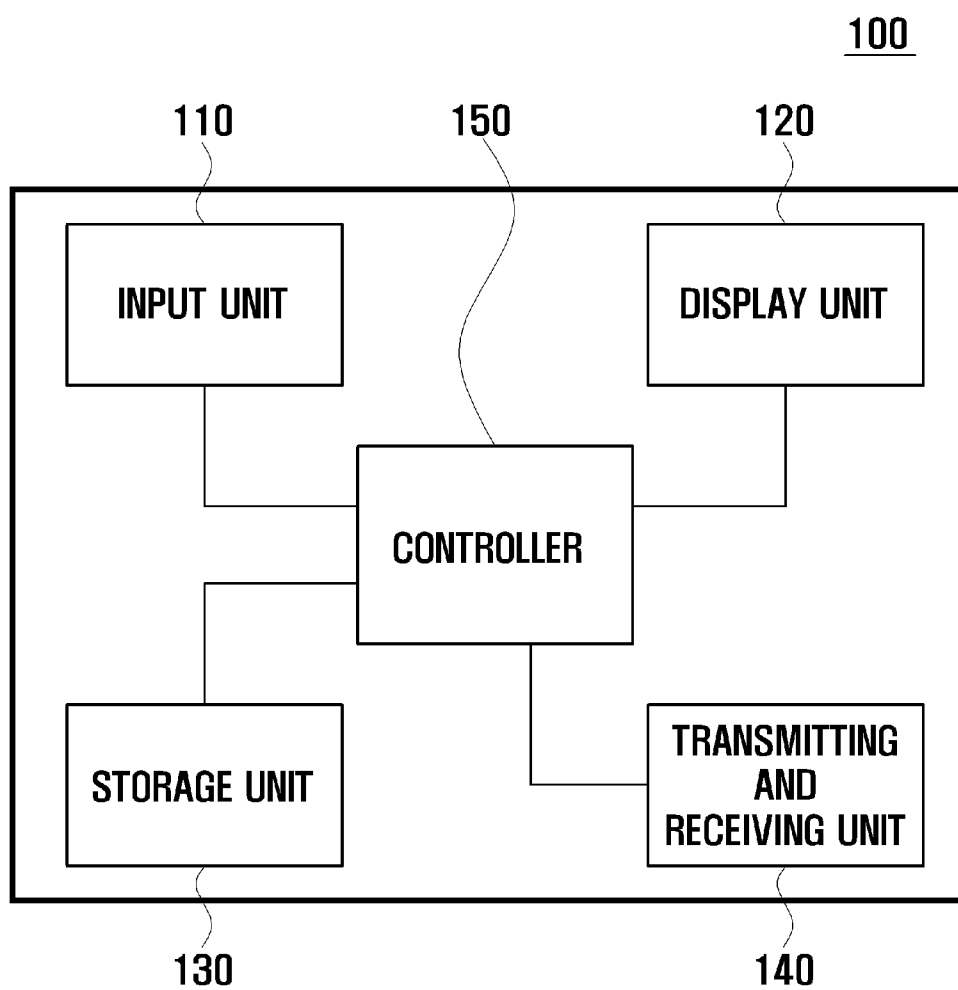 100
110
150
120
INPUT UNIT
DISPLAY UNIT
CONTROLLER
STORAGE UNIT
TRANSMITTING
AND
RECEIVING UNIT
130
140